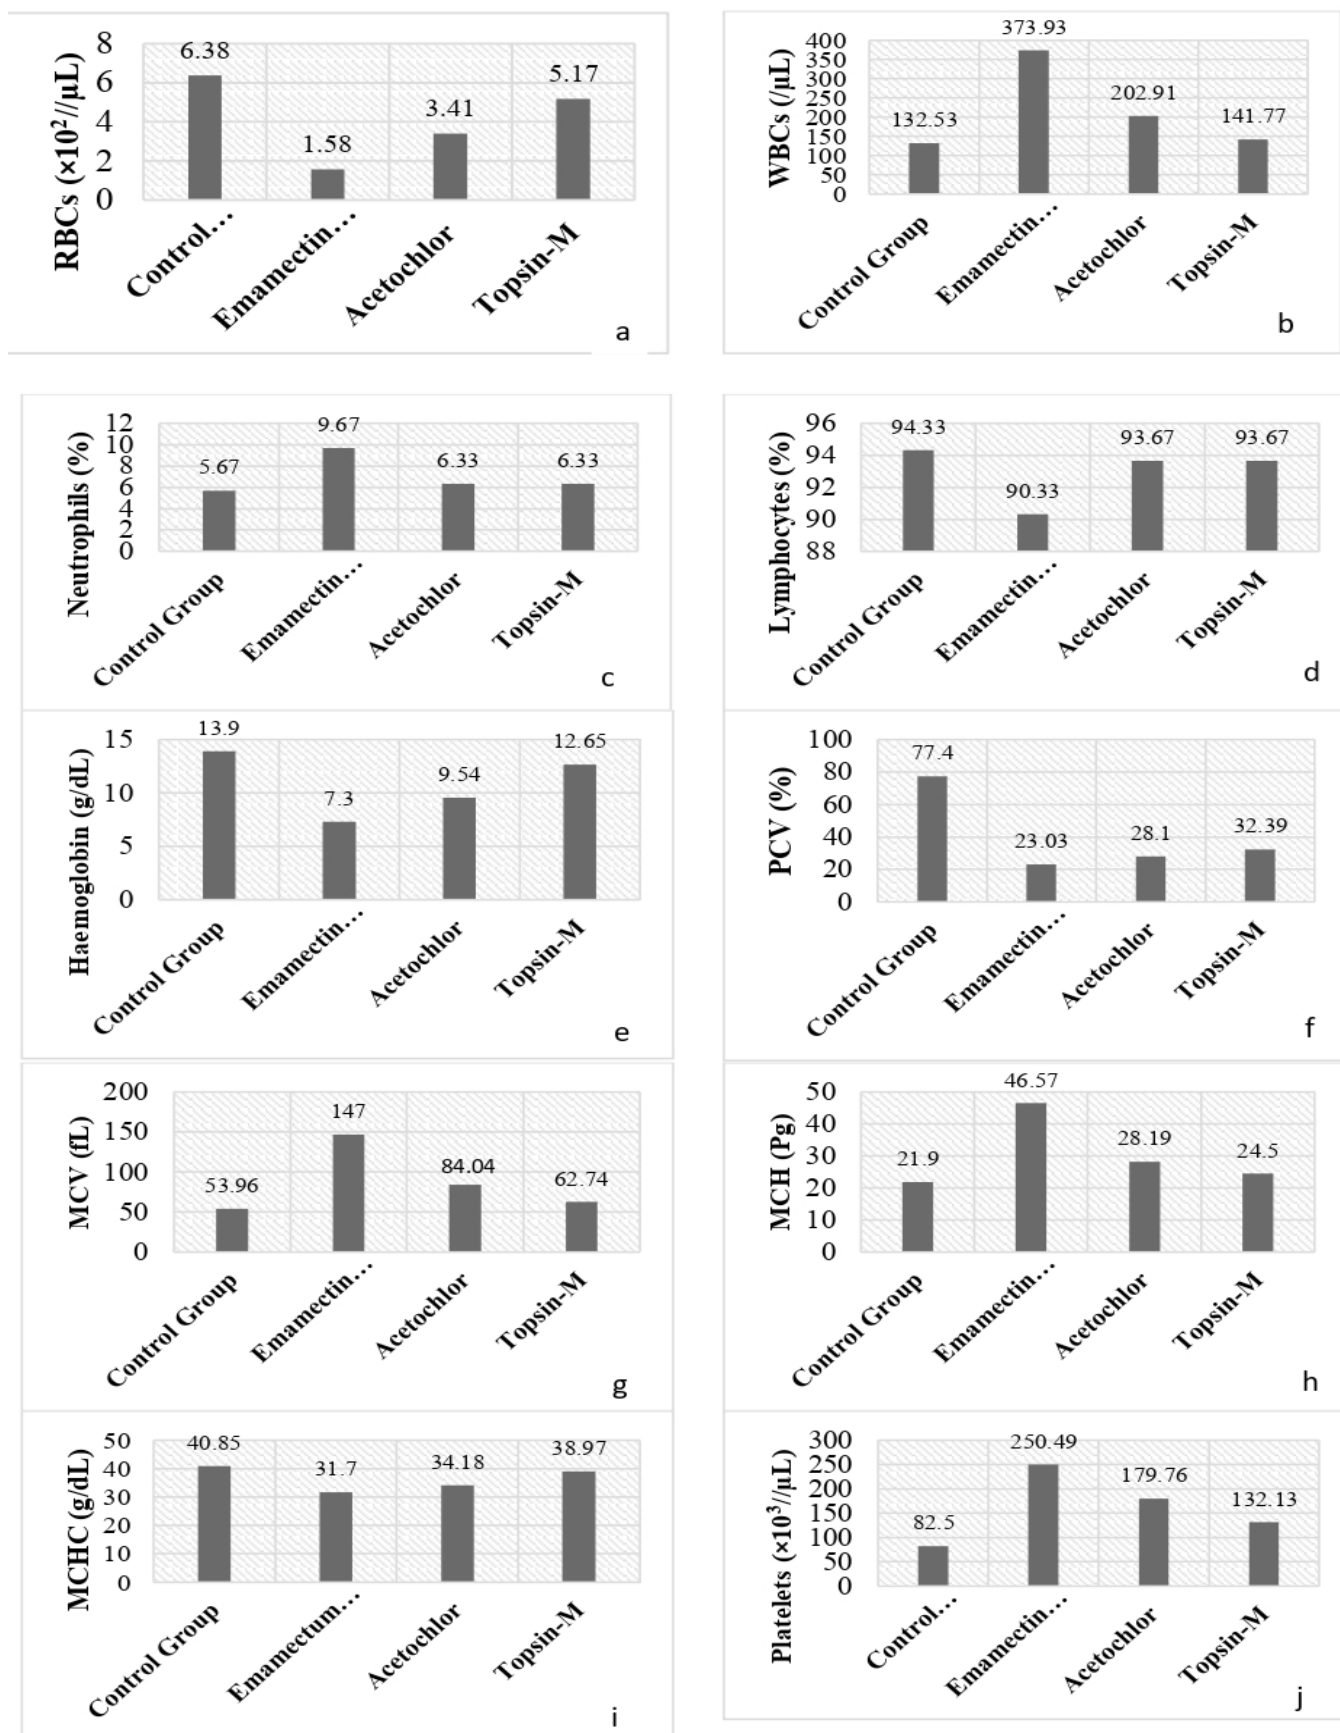 RBCs (×10²//µL)
8
6
4
2
0
6.38
1.58
3.41
5.17
Control...
Emamectin...
Acetochlor
Topsin-M
a
WBCs (/µL)
400
350
300
250
200
150
100
50
0
132.53
373.93
202.91
141.77
Control Group
Emamectin...
Acetochlor
Topsin-M
b
Neutrophils (%)
12
10
8
6
4
2
0
5.67
9.67
6.33
6.33
Control Group
Emamectin...
Acetochlor
Topsin-M
c
Lymphocytes (%)
96
94
92
90
88
94.33
90.33
93.67
93.67
Control Group
Emamectin...
Acetochlor
Topsin-M
d
Haemoglobin (g/dL)
15
10
5
0
13.9
7.3
9.54
12.65
Control Group
Emamectin...
Acetochlor
Topsin-M
e
PCV (%)
100
80
60
40
20
0
77.4
23.03
28.1
32.39
Control Group
Emamectin...
Acetochlor
Topsin-M
f
MCV (fL)
200
150
100
50
0
53.96
147
84.04
62.74
Control Group
Emamectin...
Acetochlor
Topsin-M
g
MCH (Pg)
50
40
30
20
10
0
21.9
46.57
28.19
24.5
Control Group
Emamectin...
Acetochlor
Topsin-M
h
MCHC (g/dL)
50
40
30
20
10
0
40.85
31.7
34.18
38.97
Control Group
Emamectum...
Acetochlor
Topsin-M
i
Platelets (×10³//µL)
300
250
200
150
100
50
0
82.5
250.49
179.76
132.13
Control...
Emamectin...
Acetochlor
Topsin-M
j